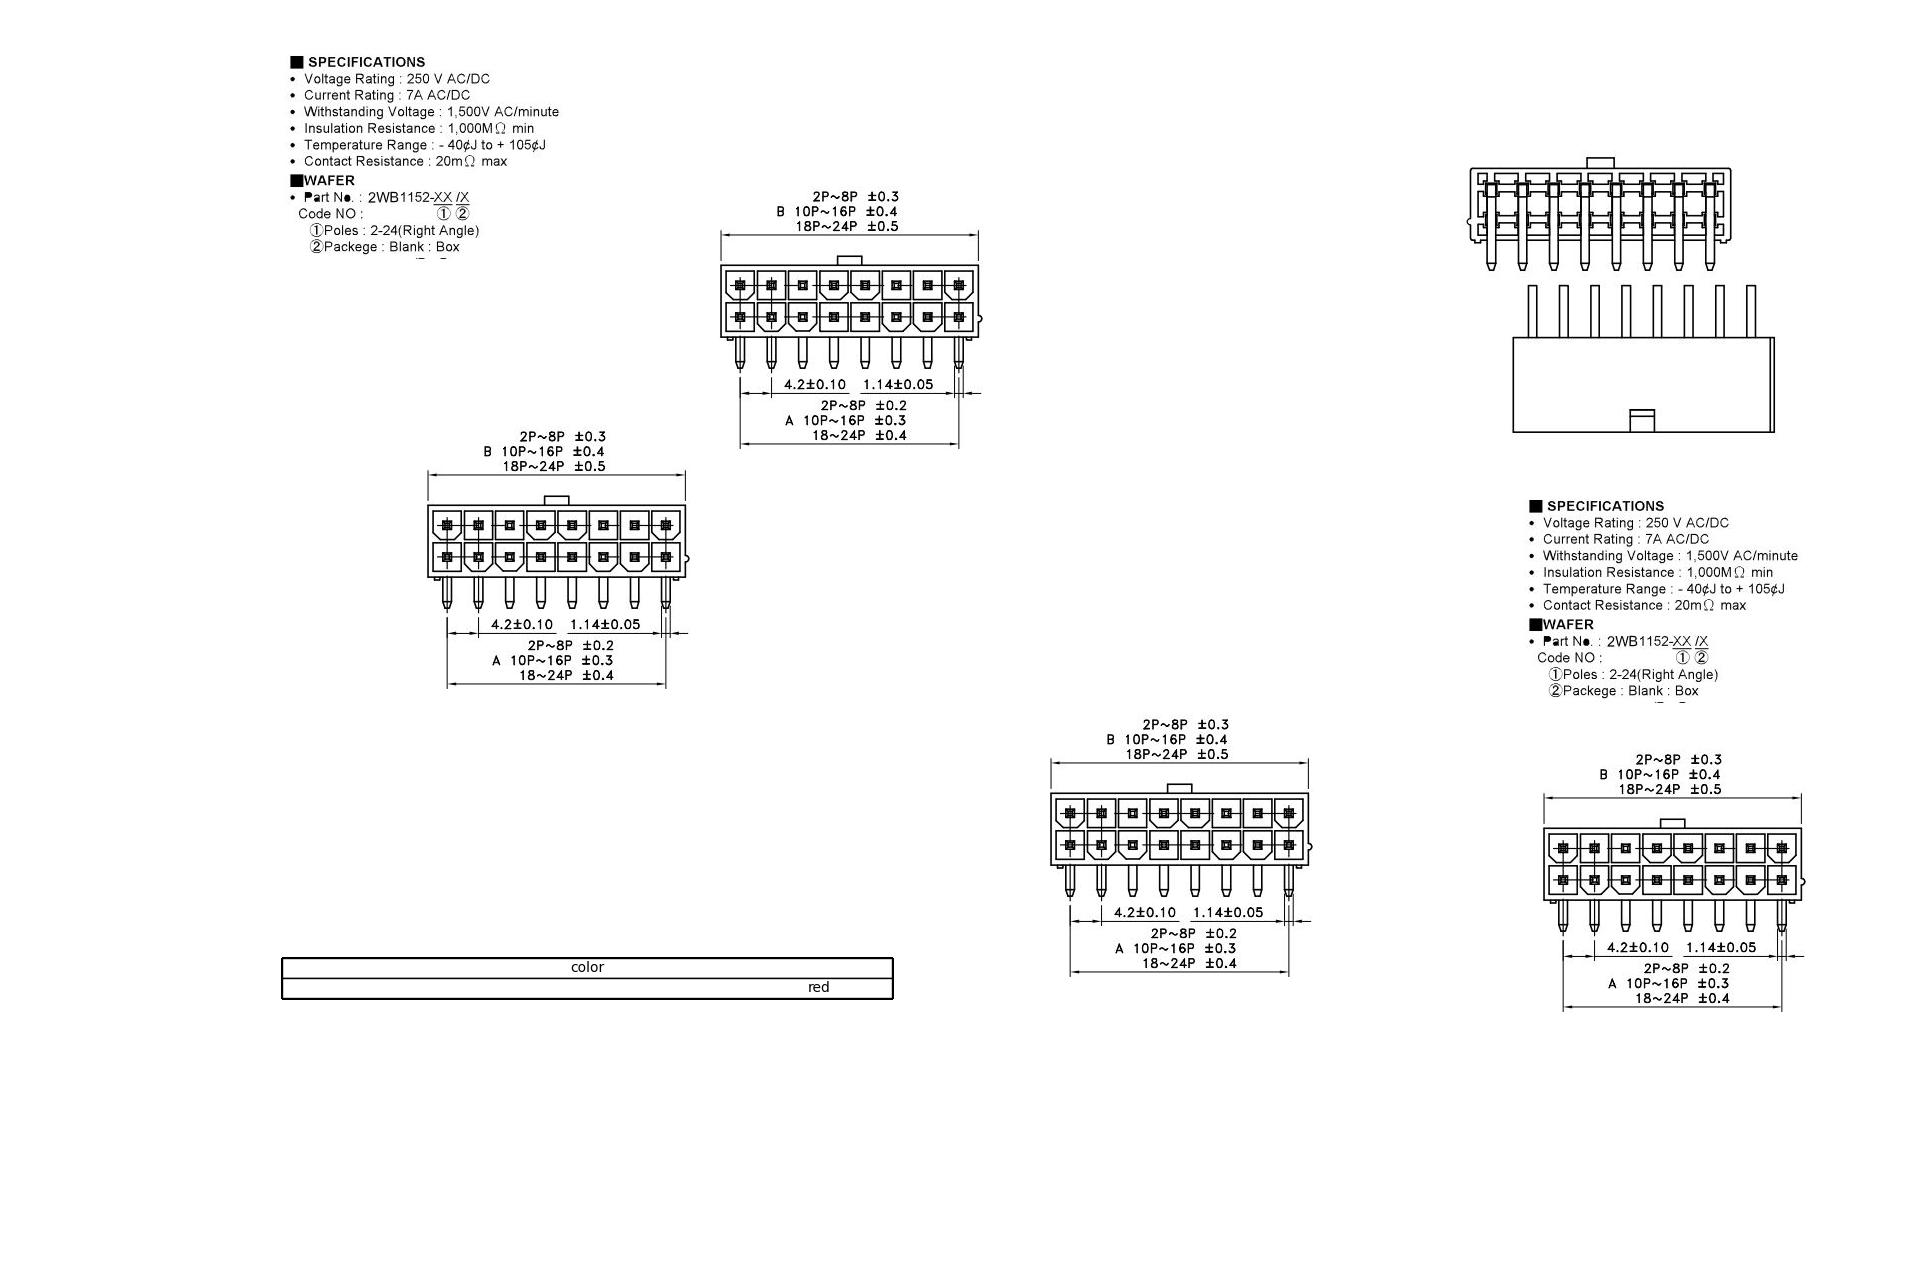 ■ SPECIFICATIONS
• Voltage Rating : 250 V AC/DC
• Current Rating : 7A AC/DC
• Withstanding Voltage : 1,500V AC/minute
• Insulation Resistance : 1,000MΩ min
• Temperature Range : - 40¢J to + 105¢J
• Contact Resistance : 20mΩ max
■WAFER
• Part No. : 2WB1152-XX /X
Code NO : ① ②
①Poles : 2-24(Right Angle)
②Packege : Blank : Box
2P~8P ±0.3
B 10P~16P ±0.4
18P~24P ±0.5
4.2±0.10 1.14±0.05
2P~8P ±0.2
A 10P~16P ±0.3
18~24P ±0.4
2P~8P ±0.3
B 10P~16P ±0.4
18P~24P ±0.5
4.2±0.10 1.14±0.05
2P~8P ±0.2
A 10P~16P ±0.3
18~24P ±0.4
■ SPECIFICATIONS
• Voltage Rating : 250 V AC/DC
• Current Rating : 7A AC/DC
• Withstanding Voltage : 1,500V AC/minute
• Insulation Resistance : 1,000MΩ min
• Temperature Range : - 40¢J to + 105¢J
• Contact Resistance : 20mΩ max
■WAFER
• Part No. : 2WB1152-XX /X
Code NO : ① ②
①Poles : 2-24(Right Angle)
②Packege : Blank : Box
2P~8P ±0.3
B 10P~16P ±0.4
18P~24P ±0.5
4.2±0.10 1.14±0.05
2P~8P ±0.2
A 10P~16P ±0.3
18~24P ±0.4
2P~8P ±0.3
B 10P~16P ±0.4
18P~24P ±0.5
4.2±0.10 1.14±0.05
2P~8P ±0.2
A 10P~16P ±0.3
18~24P ±0.4
color
red